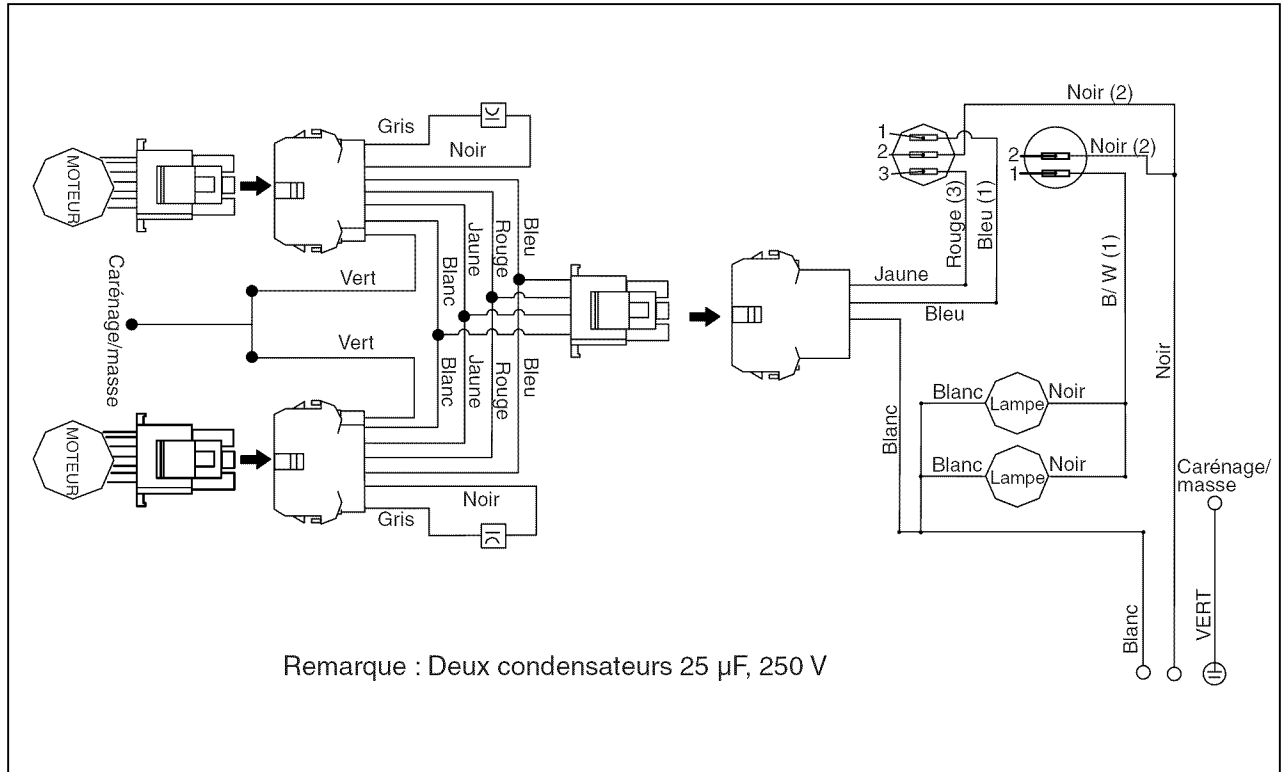 Noir (2)
1
2
3
2
1
Noir (2)
Gris
Noir
MOTEUR
Bleu
Rouge
Jaune
Blanc
Rouge (3)
Bleu (1)
B/ W (1)
Vert
Carénage/masse
Jaune
Bleu
Vert
Blanc
Jaune
Rouge
Bleu
Noir
Blanc
Lampe
Noir
Blanc
Blanc
Lampe
Noir
MOTEUR
Noir
Gris
Carénage/
masse
VERT
Blanc
Remarque : Deux condensateurs 25 µF, 250 V